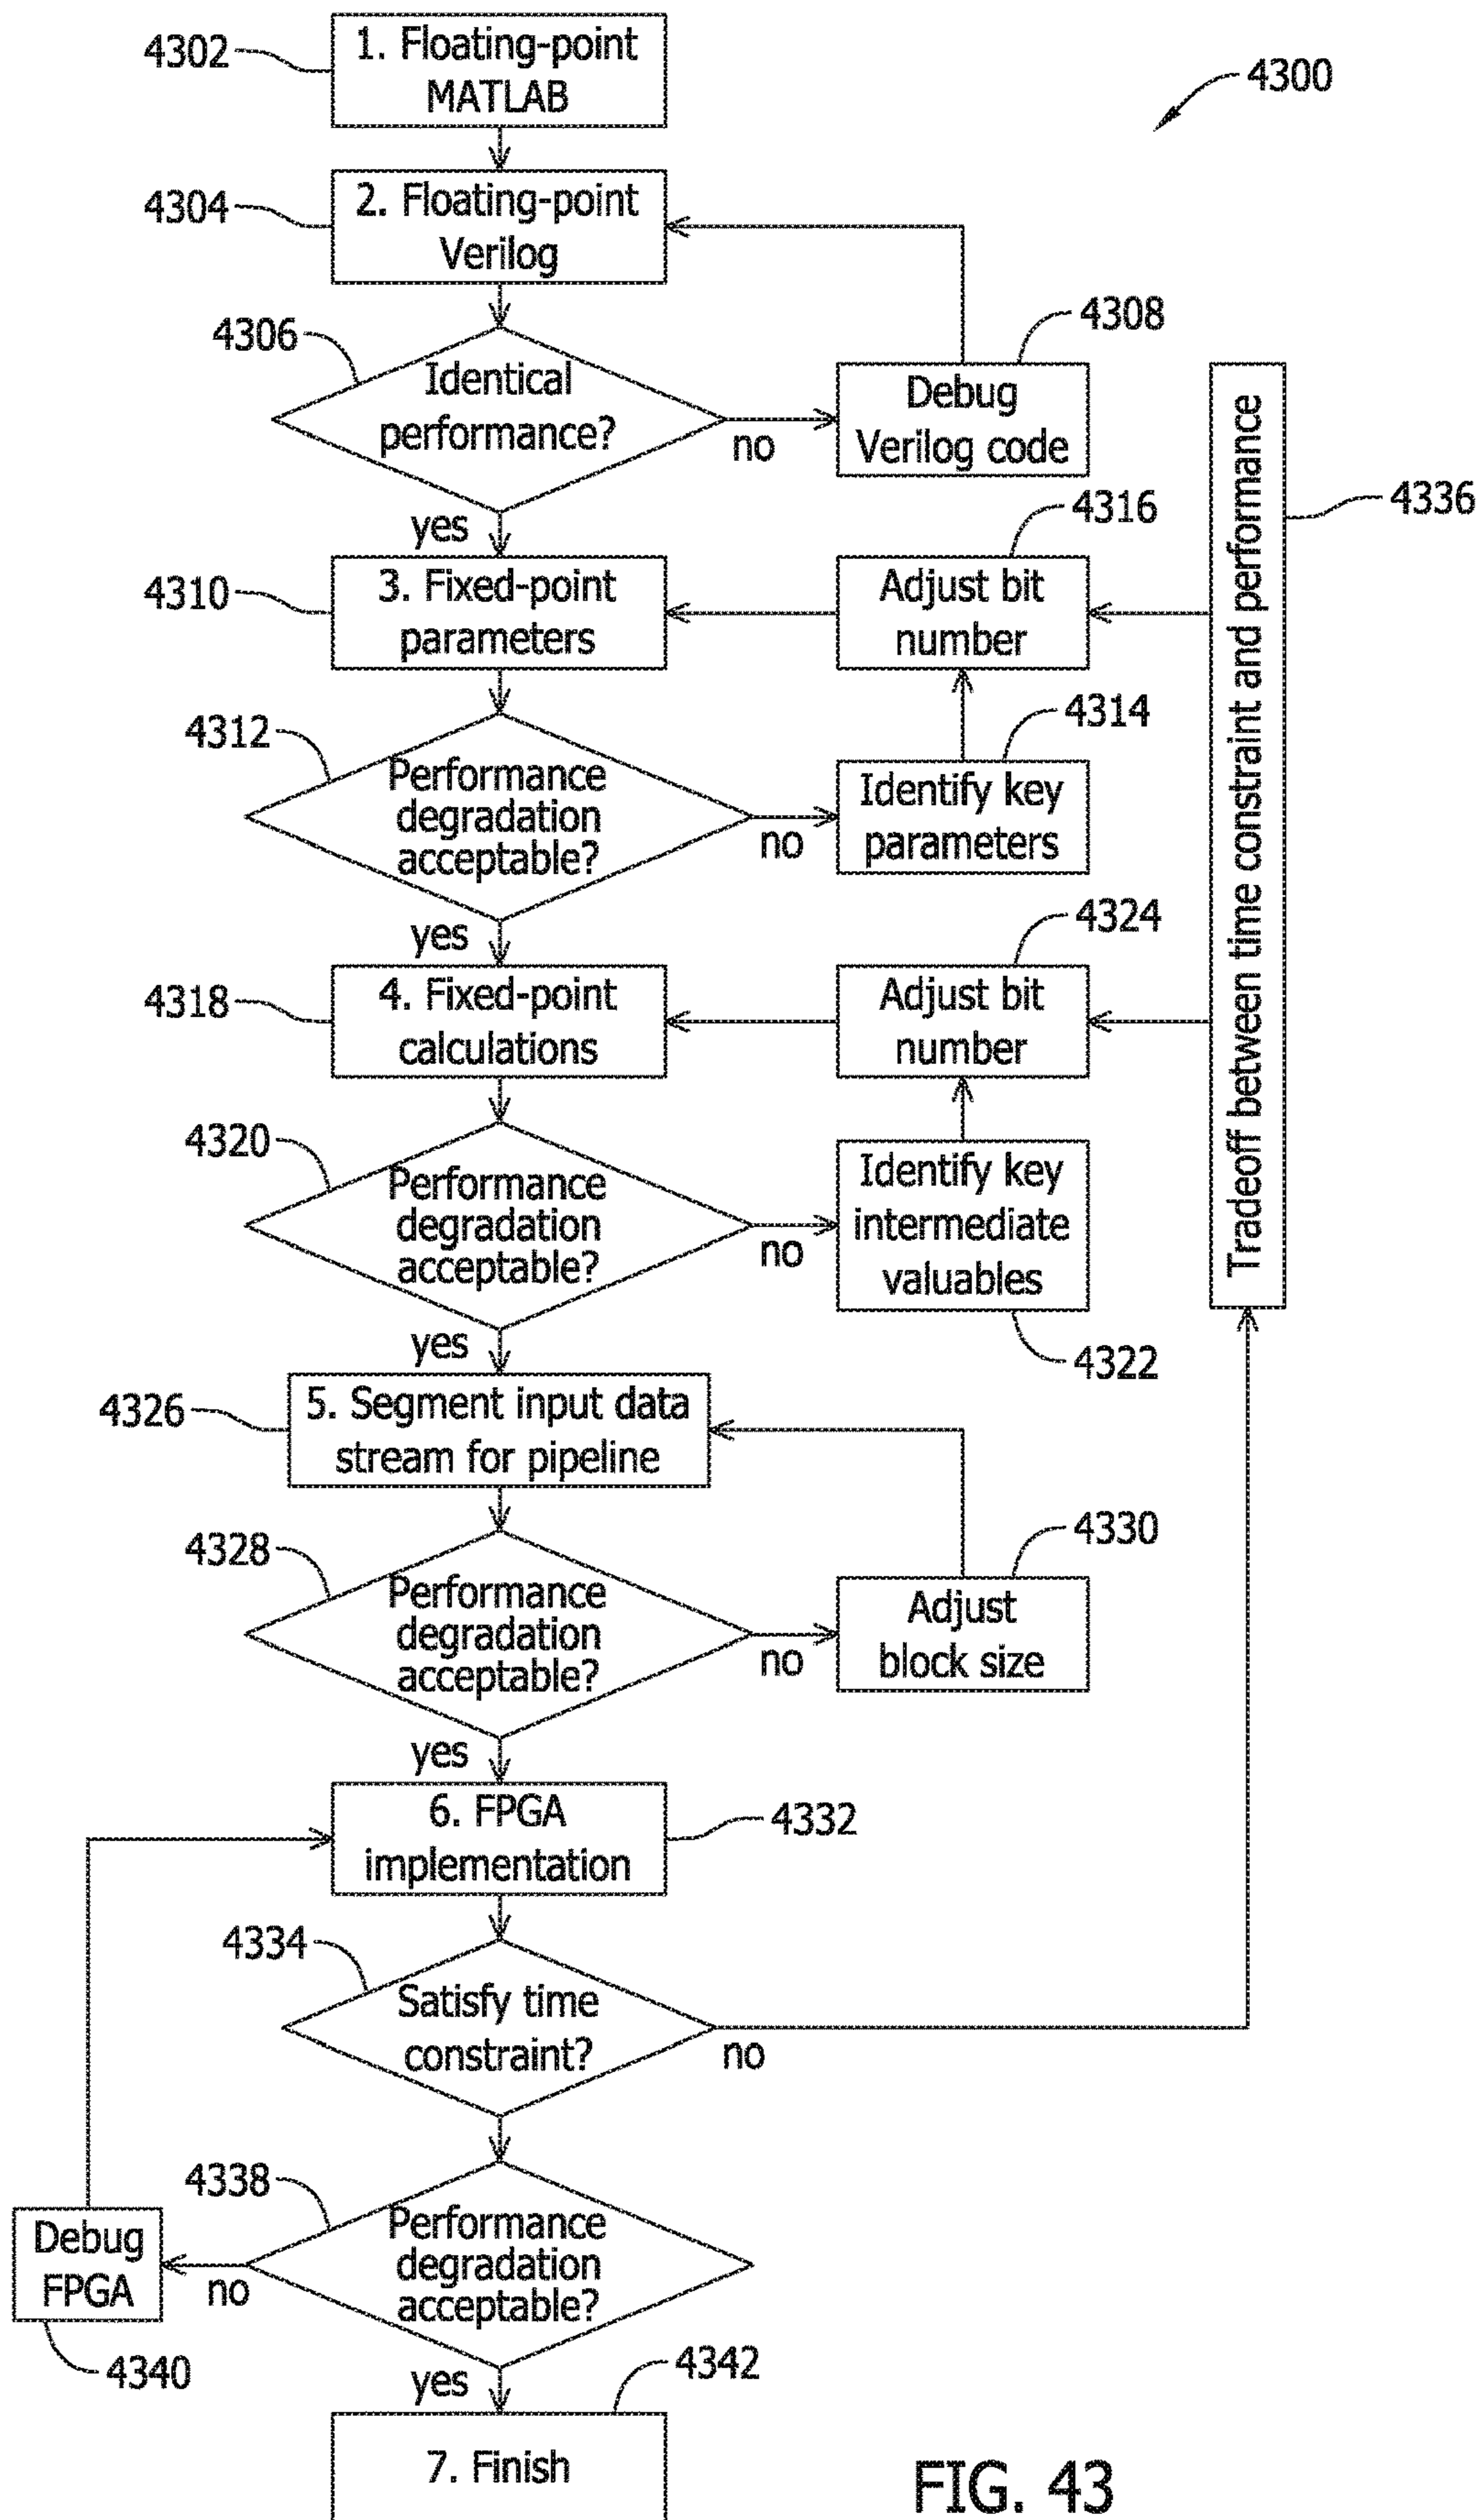 4302
1. Floating-point
MATLAB
4300
4304
2. Floating-point
Verilog
4306
Identical
performance?
no
4308
Debug
Verilog code
yes
4310
3. Fixed-point
parameters
4316
Adjust bit
number
4336
Tradeoff between time constraint and performance
4312
Performance
degradation
acceptable?
no
4314
Identify key
parameters
yes
4318
4. Fixed-point
calculations
4324
Adjust bit
number
4320
Performance
degradation
acceptable?
no
Identify key
intermediate
valuables
4322
yes
4326
5. Segment input data
stream for pipeline
4328
Performance
degradation
acceptable?
no
4330
Adjust
block size
yes
6. FPGA
implementation
4332
4334
Satisfy time
constraint?
no
4338
Performance
degradation
acceptable?
no
Debug
FPGA
4340
yes
4342
7. Finish
FIG. 43